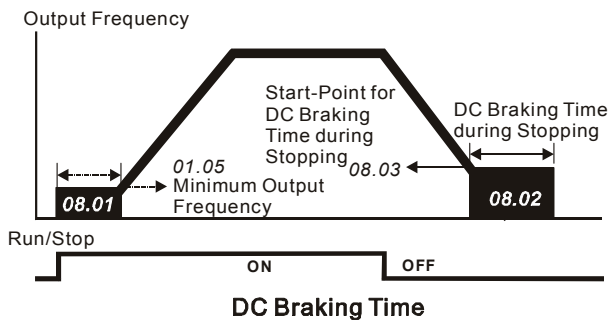 Output Frequency
Start-Point for
DC Braking
Time during
Stopping
08.03
DC Braking Time
during Stopping
01.05
Minimum Output
Frequency
08.01
08.02
Run/Stop
ON
OFF
DC Braking Time